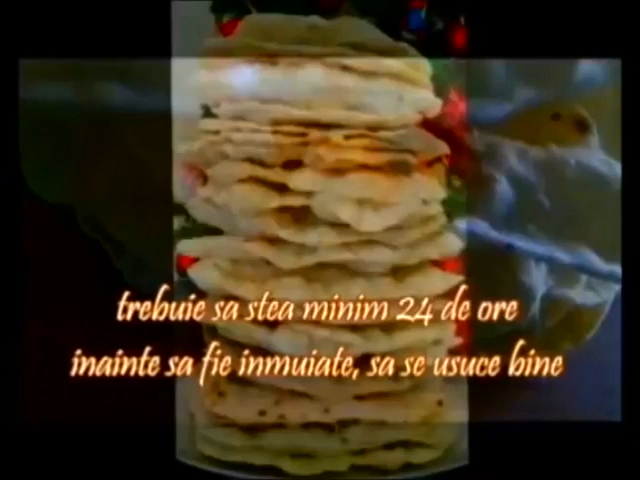 trebuie sa stea minim 24 de ore
inainte sa fie inmuiate, sa se usuce bine